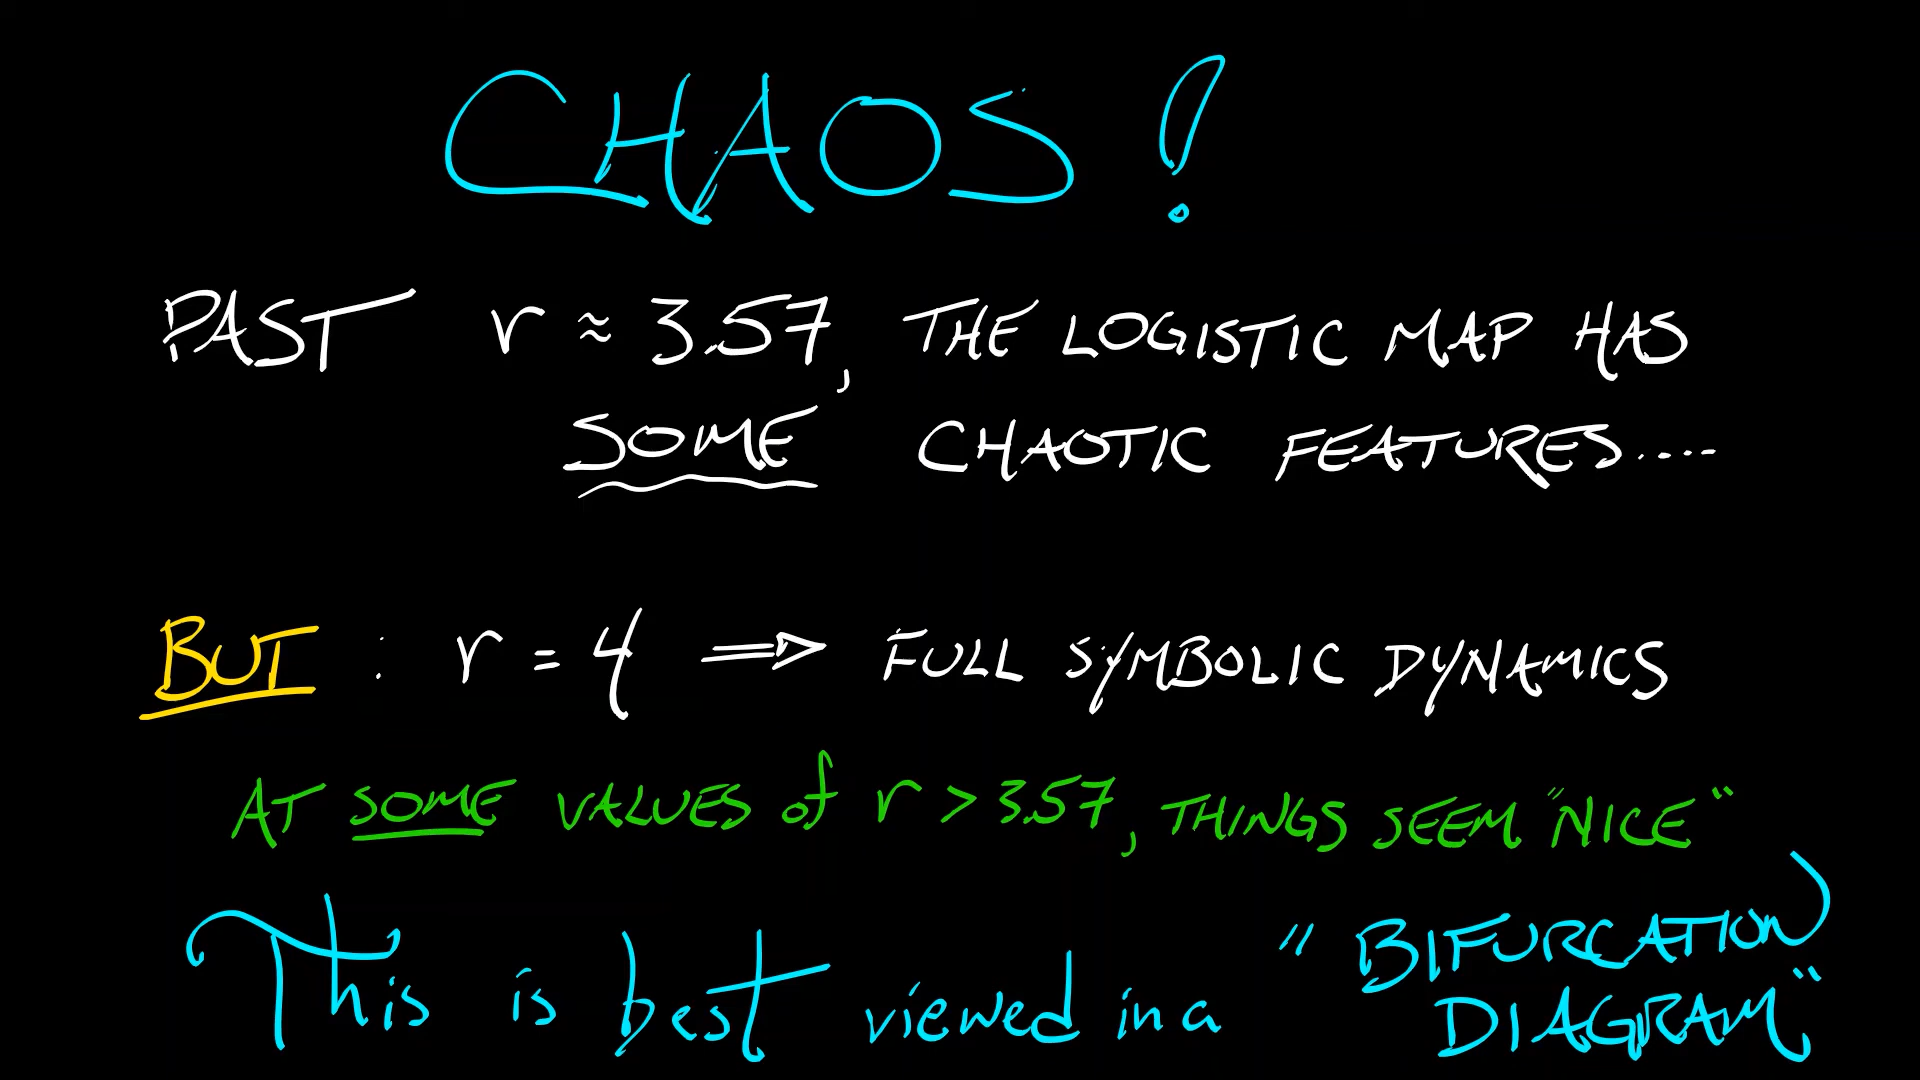 CHAOS!
PAST r ≈ 3.57, THE LOGISTIC MAP HAS
SOME CHAOTIC FEATURES....
BUT : r = 4 ⟹ FULL SYMBOLIC DYNAMICS
AT SOME VALUES of r > 3.57, THINGS SEEM "NICE"
This is best viewed in a "BIFURCATION
DIAGRAM"